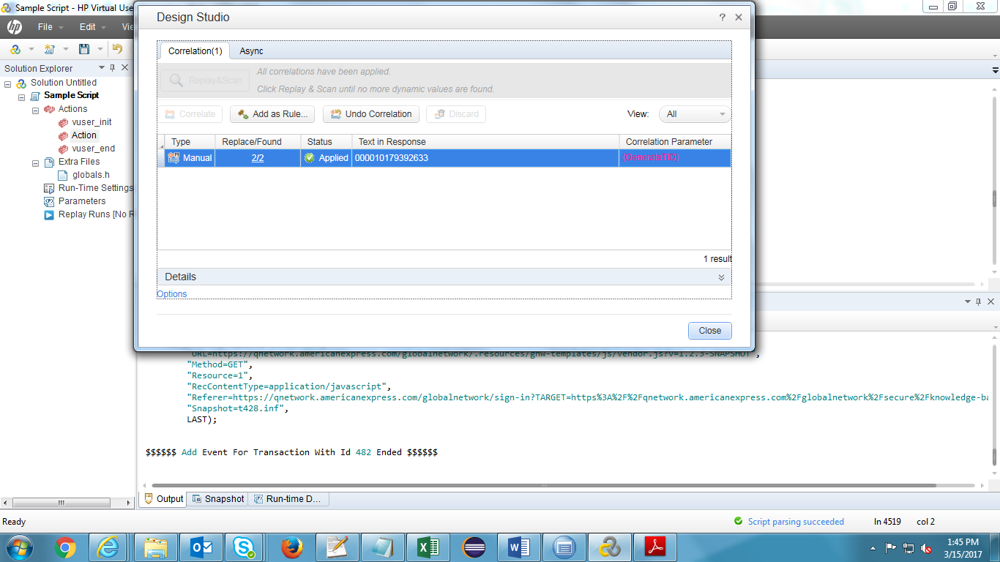 Sample Script - HP Virtual Use
Design Studio
?
hp
File
Edit
Correlation(1)
Async
Replay&Scan
All correlations have been applied.
Click Replay & Scan until no more dynamic values are found.
Correlate
Add as Rule...
Undo Correlation
Discard
View:
All
Type
Replace/Found
Status
Text in Response
Correlation Parameter
Manual
2/2
Applied
000010179392633
{GenerateTID}
1 result
Details
Options
Close
Solution Explorer
Solution Untitled
Sample Script
Actions
vuser_init
Action
vuser_end
Extra Files
globals.h
Run-Time Settings
Parameters
Replay Runs [No R
"URL=https://qnetwork.americanexpress.com/globalnetwork/.resources/gnw-templates/js/vendor.js?v=1.2.3-SNAPSHOT",
"Method=GET",
"Resource=1",
"RecContentType=application/javascript",
"Referer=https://qnetwork.americanexpress.com/globalnetwork/sign-in?TARGET=https%3A%2F%2Fqnetwork.americanexpress.com%2Fglobalnetwork%2Fsecure%2Fknowledge-ba
"Snapshot=t428.inf",
LAST);
$$$$$$ Add Event For Transaction With Id 482 Ended $$$$$$
Output
Snapshot
Run-time D...
Ready
Script parsing succeeded
ln 4519
col 2
1:45 PM
3/15/2017